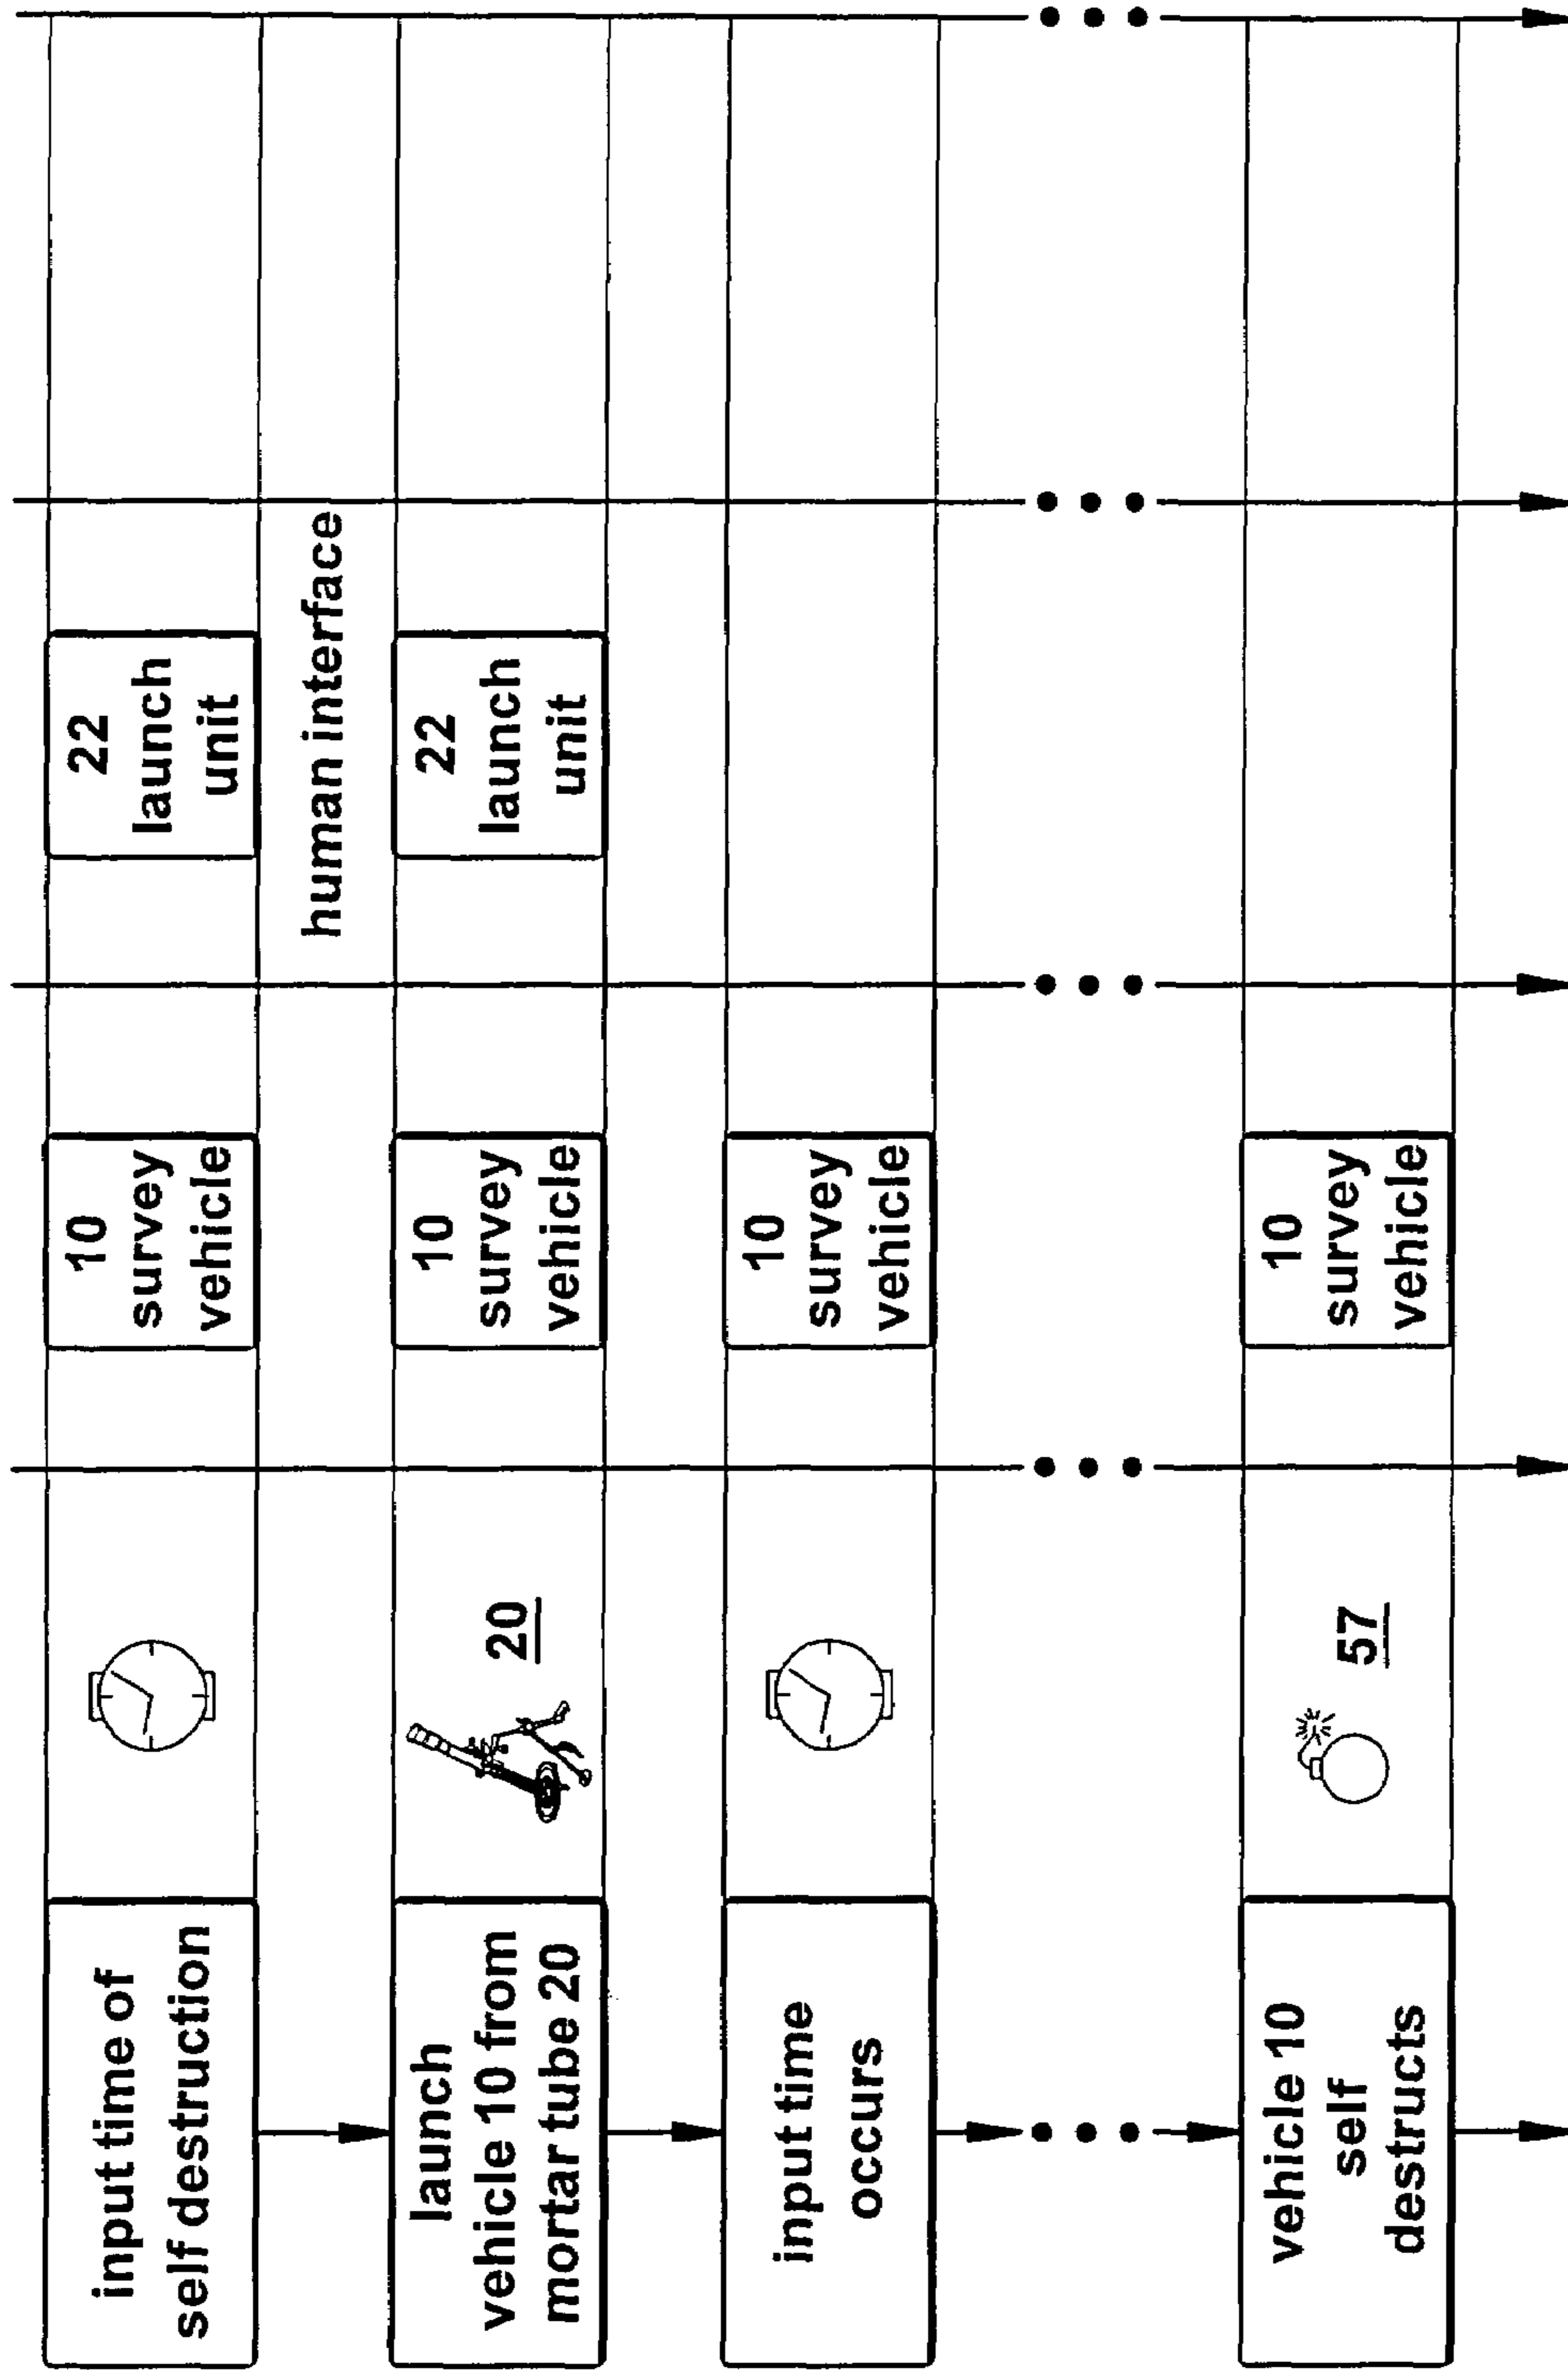 input time of
self destruction
10
survey
vehicle
22
launch
unit
human interface
launch
vehicle 10 from
mortar tube 20
20
10
survey
vehicle
22
launch
unit
input time
occurs
10
survey
vehicle
vehicle 10
self
destructs
57
10
survey
vehicle